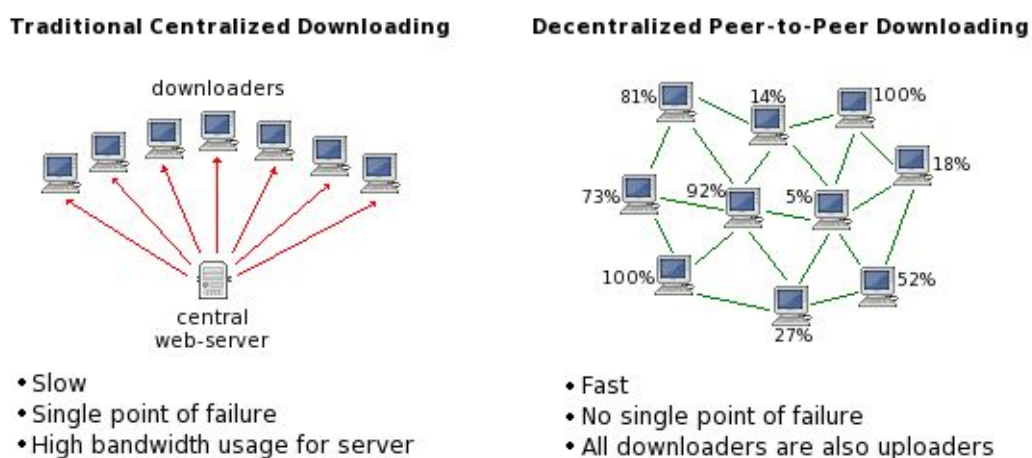 Traditional Centralized Downloading
downloaders
central
web-server
• Slow
• Single point of failure
• High bandwidth usage for server
Decentralized Peer-to-Peer Downloading
81%
14%
100%
18%
73%
92%
5%
100%
52%
27%
• Fast
• No single point of failure
• All downloaders are also uploaders